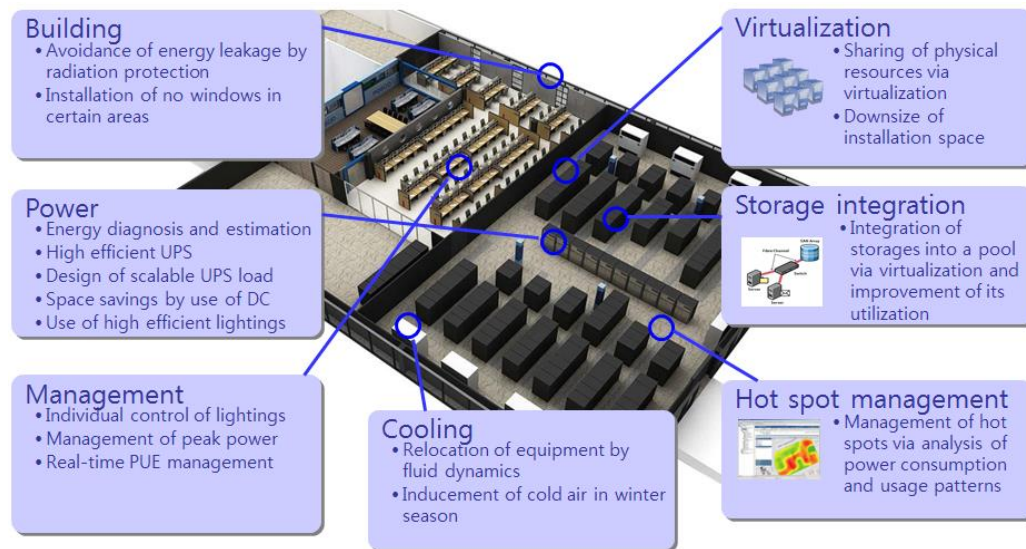 Building
• Avoidance of energy leakage by
radiation protection
• Installation of no windows in
certain areas
Power
• Energy diagnosis and estimation
• High efficient UPS
• Design of scalable UPS load
• Space savings by use of DC
• Use of high efficient lightings
Management
• Individual control of lightings
• Management of peak power
• Real-time PUE management
Cooling
• Relocation of equipment by
fluid dynamics
• Inducement of cold air in winter
season
Virtualization
• Sharing of physical
resources via
virtualization
• Downsize of
installation space
Storage integration
• Integration of
storages into a pool
via virtualization and
improvement of its
utilization
Fibre Channel
Switch
Server
Server
Hot spot management
• Management of hot
spots via analysis of
power consumption
and usage patterns